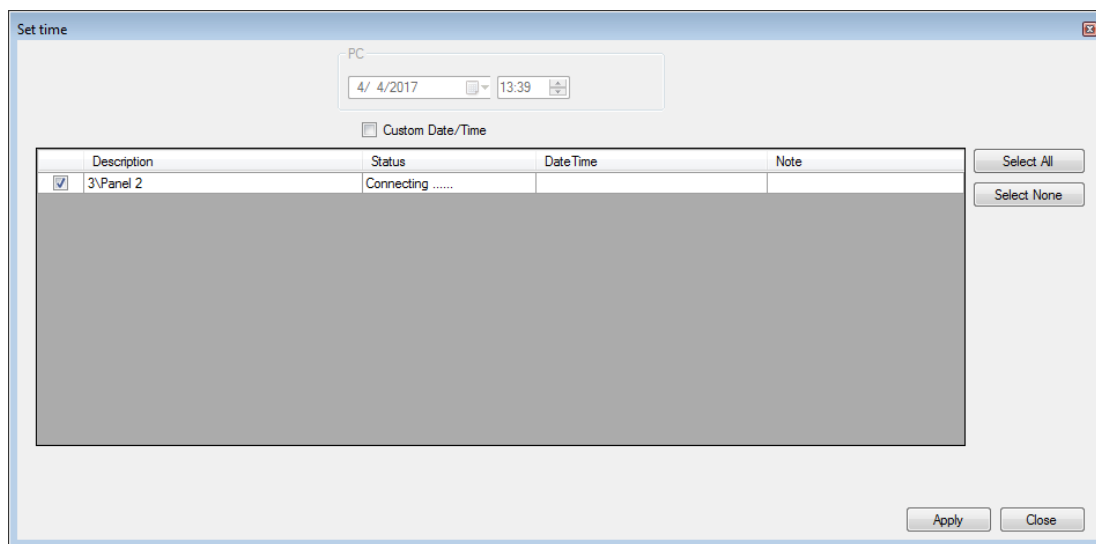 Set time
PC
4/ 4/2017 13:39
Custom Date/Time
Description Status DateTime Note
Select All
3\Panel 2 Connecting ......
Select None
Apply Close